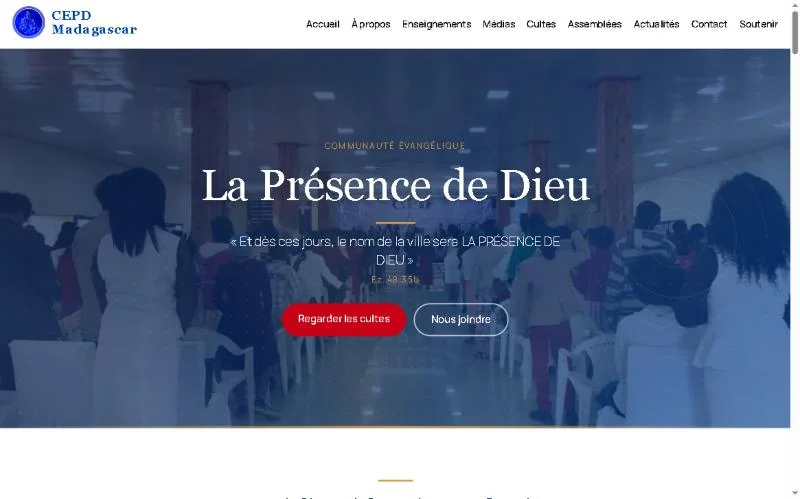 CEPD
Madagascar
Accueil À propos Enseignements Médias Cultes Assemblées Actualités Contact Soutenir
COMMUNAUTÉ ÉVANGÉLIQUE
La Présence de Dieu
« Et dès ces jours, le nom de la ville sera LA PRÉSENCE DE
DIEU »
Ez. 48:35b
Regarder les cultes
Nous joindre